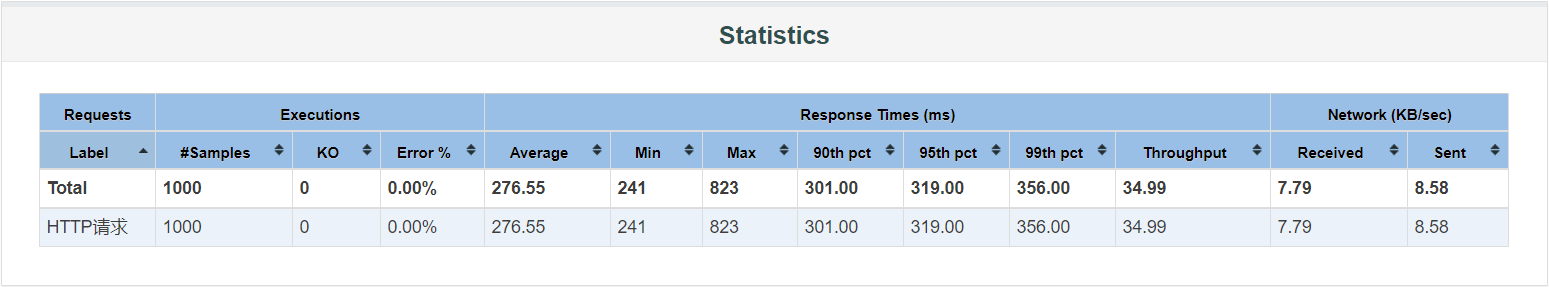 Statistics
Requests Executions Response Times (ms) Network (KB/sec)
Label #Samples KO Error % Average Min Max 90th pct 95th pct 99th pct Throughput Received Sent
Total 1000 0 0.00% 276.55 241 823 301.00 319.00 356.00 34.99 7.79 8.58
HTTP请求 1000 0 0.00% 276.55 241 823 301.00 319.00 356.00 34.99 7.79 8.58